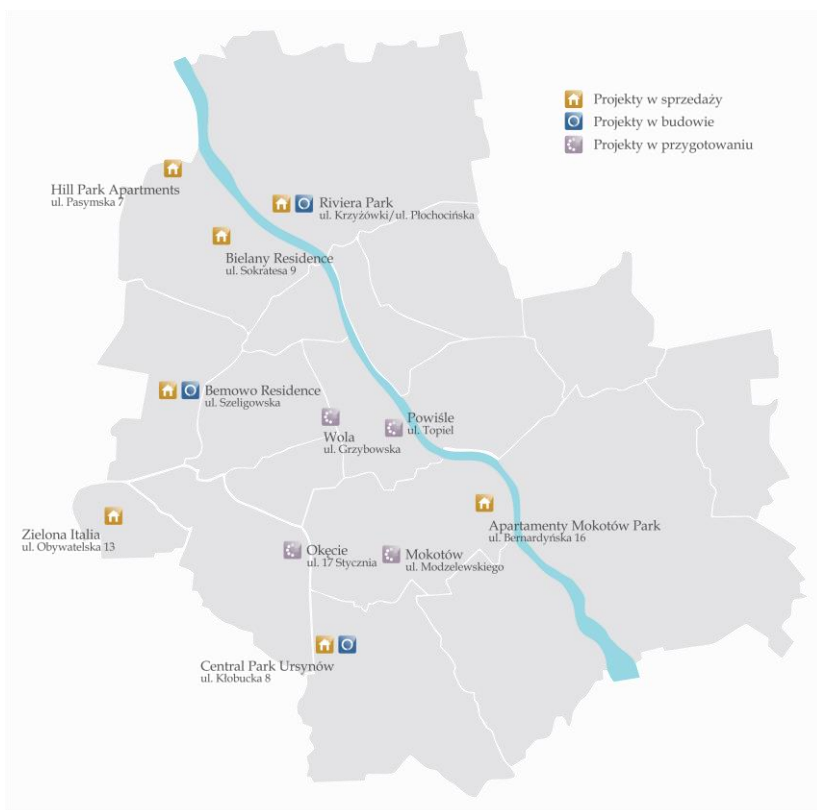 Projekty w sprzedaży
Projekty w budowie
Projekty w przygotowaniu
Hill Park Apartments
ul. Pasymska 7
Riviera Park
ul. Krzyżówki/ul. Płochocińska
Bielany Residence
ul. Sokratesa 9
Bemowo Residence
ul. Szeligowska
Wola
ul. Grzybowska
Powiśle
ul. Topiel
Zielona Italia
ul. Obywatelska 13
Okęcie
ul. 17 Stycznia
Mokotów
ul. Modzelewskiego
Apartamenty Mokotów Park
ul. Bernardyńska 16
Central Park Ursynów
ul. Kłobucka 8